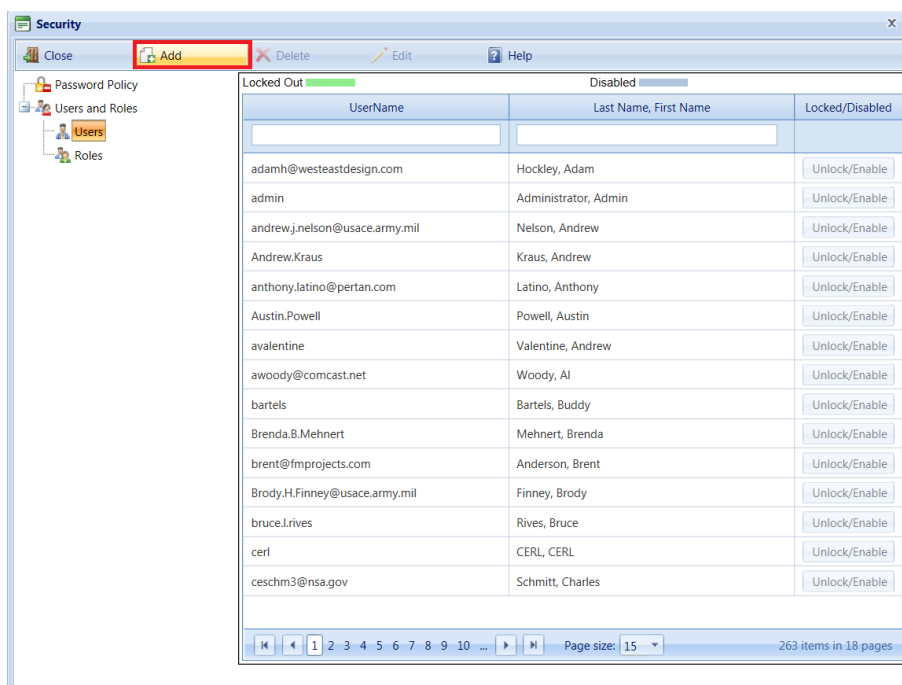 Security x
Close Add Delete Edit Help
Password Policy
Users and Roles
Users
Roles
Locked Out Disabled
UserName Last Name, First Name Locked/Disabled
adamh@westeastdesign.com Hockley, Adam Unlock/Enable
admin Administrator, Admin Unlock/Enable
andrew.j.nelson@usace.army.mil Nelson, Andrew Unlock/Enable
Andrew.Kraus Kraus, Andrew Unlock/Enable
anthony.latino@pertan.com Latino, Anthony Unlock/Enable
Austin.Powell Powell, Austin Unlock/Enable
avalentine Valentine, Andrew Unlock/Enable
awoody@comcast.net Woody, Al Unlock/Enable
bartels Bartels, Buddy Unlock/Enable
Brenda.B.Mehnert Mehnert, Brenda Unlock/Enable
brent@fmprojects.com Anderson, Brent Unlock/Enable
Brody.H.Finney@usace.army.mil Finney, Brody Unlock/Enable
bruce.l.rives Rives, Bruce Unlock/Enable
cerl CERL, CERL Unlock/Enable
ceschm3@nsa.gov Schmitt, Charles Unlock/Enable
1 2 3 4 5 6 7 8 9 10 ... Page size: 15 263 items in 18 pages